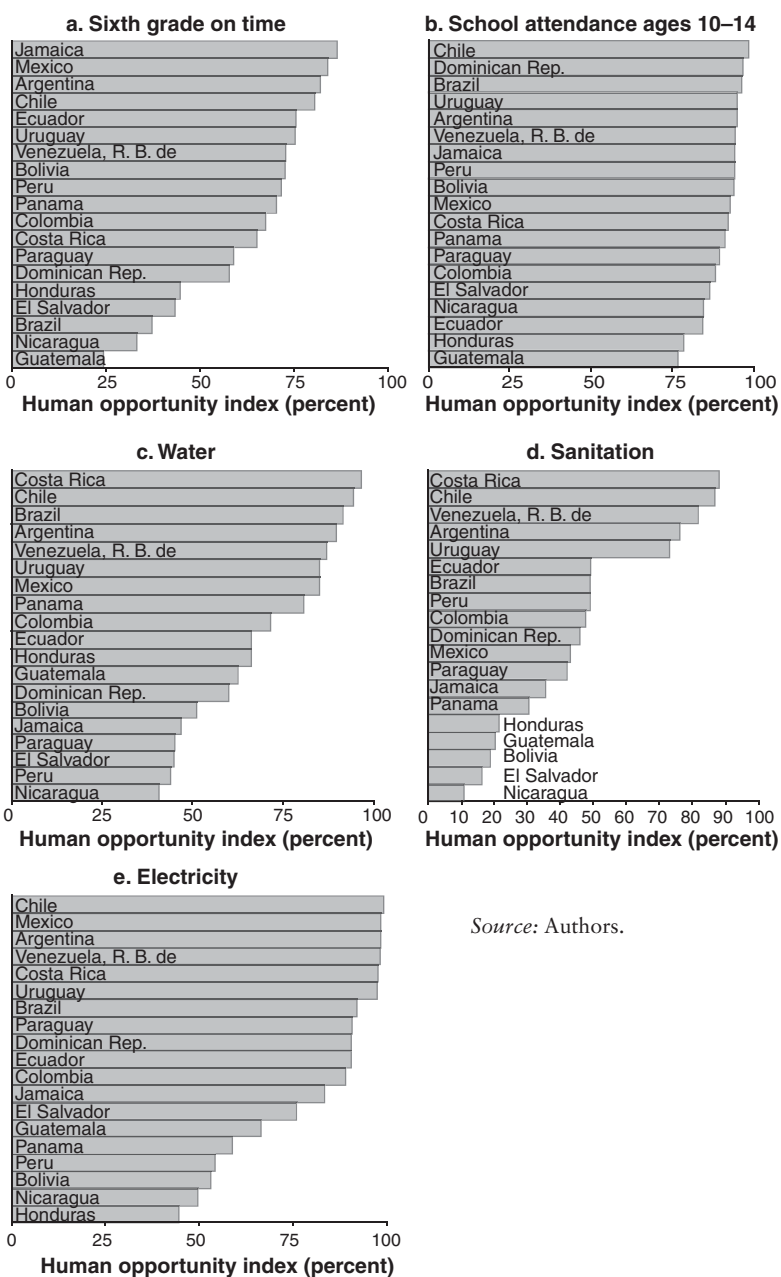 a. Sixth grade on time
Jamaica
Mexico
Argentina
Chile
Ecuador
Uruguay
Venezuela, R. B. de
Bolivia
Peru
Panama
Colombia
Costa Rica
Paraguay
Dominican Rep.
Honduras
El Salvador
Brazil
Nicaragua
Guatemala
0 25 50 75 100
Human opportunity index (percent)
b. School attendance ages 10–14
Chile
Dominican Rep.
Brazil
Uruguay
Argentina
Venezuela, R. B. de
Jamaica
Peru
Bolivia
Mexico
Costa Rica
Panama
Paraguay
Colombia
El Salvador
Nicaragua
Ecuador
Honduras
Guatemala
0 25 50 75 100
Human opportunity index (percent)
c. Water
Costa Rica
Chile
Brazil
Argentina
Venezuela, R. B. de
Uruguay
Mexico
Panama
Colombia
Ecuador
Honduras
Guatemala
Dominican Rep.
Bolivia
Jamaica
Paraguay
El Salvador
Peru
Nicaragua
0 25 50 75 100
Human opportunity index (percent)
d. Sanitation
Costa Rica
Chile
Venezuela, R. B. de
Argentina
Uruguay
Ecuador
Brazil
Peru
Colombia
Dominican Rep.
Mexico
Paraguay
Jamaica
Panama
Honduras
Guatemala
Bolivia
El Salvador
Nicaragua
0 10 20 30 40 50 60 70 80 90 100
Human opportunity index (percent)
e. Electricity
Chile
Mexico
Argentina
Venezuela, R. B. de
Costa Rica
Uruguay
Brazil
Paraguay
Dominican Rep.
Ecuador
Colombia
Jamaica
El Salvador
Guatemala
Panama
Peru
Bolivia
Nicaragua
Honduras
0 25 50 75 100
Human opportunity index (percent)
Source: Authors.